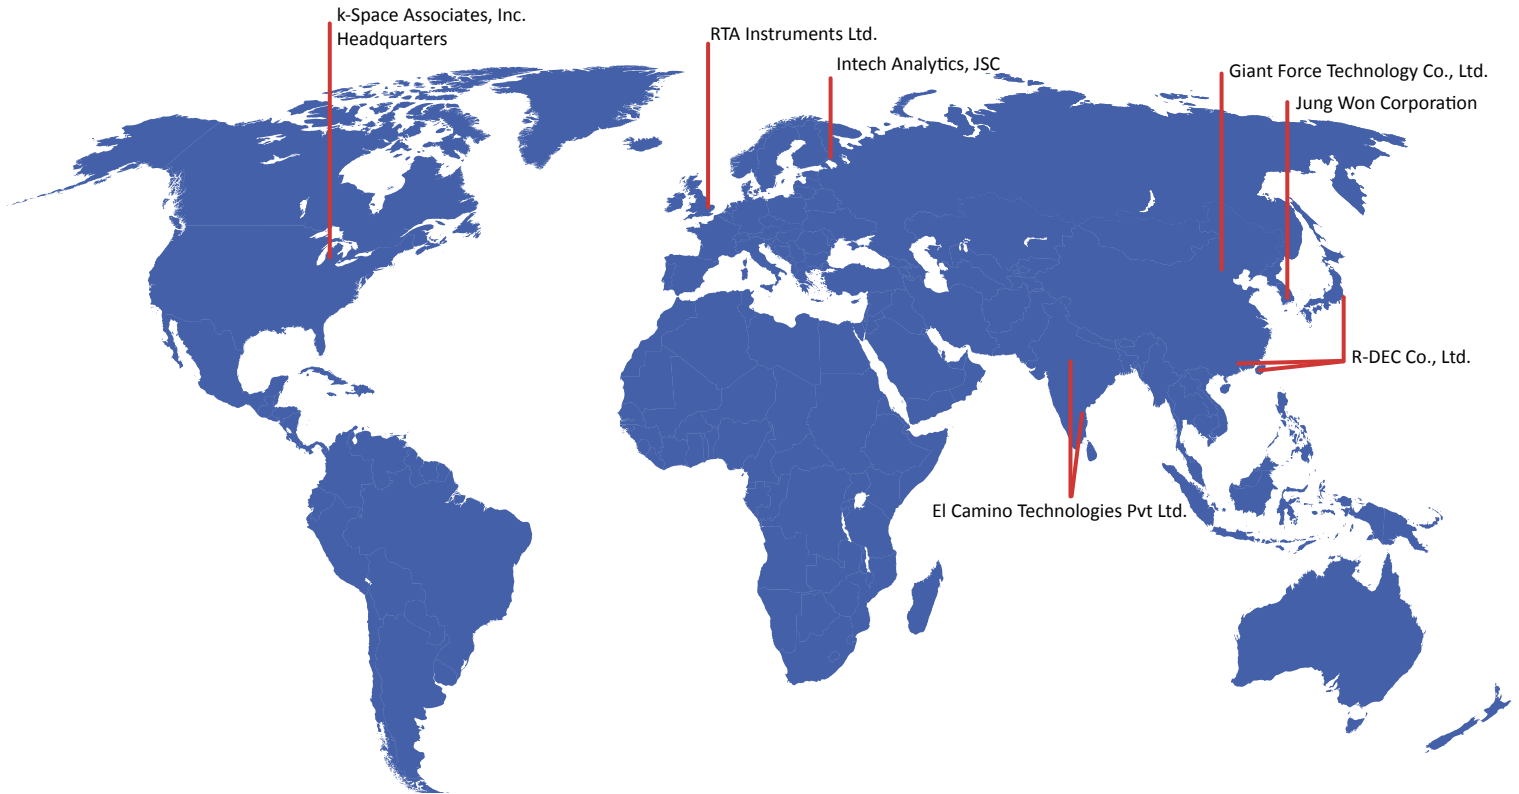 k-Space Associates, Inc.
Headquarters
RTA Instruments Ltd.
Intech Analytics, JSC
Giant Force Technology Co., Ltd.
Jung Won Corporation
R-DEC Co., Ltd.
El Camino Technologies Pvt Ltd.